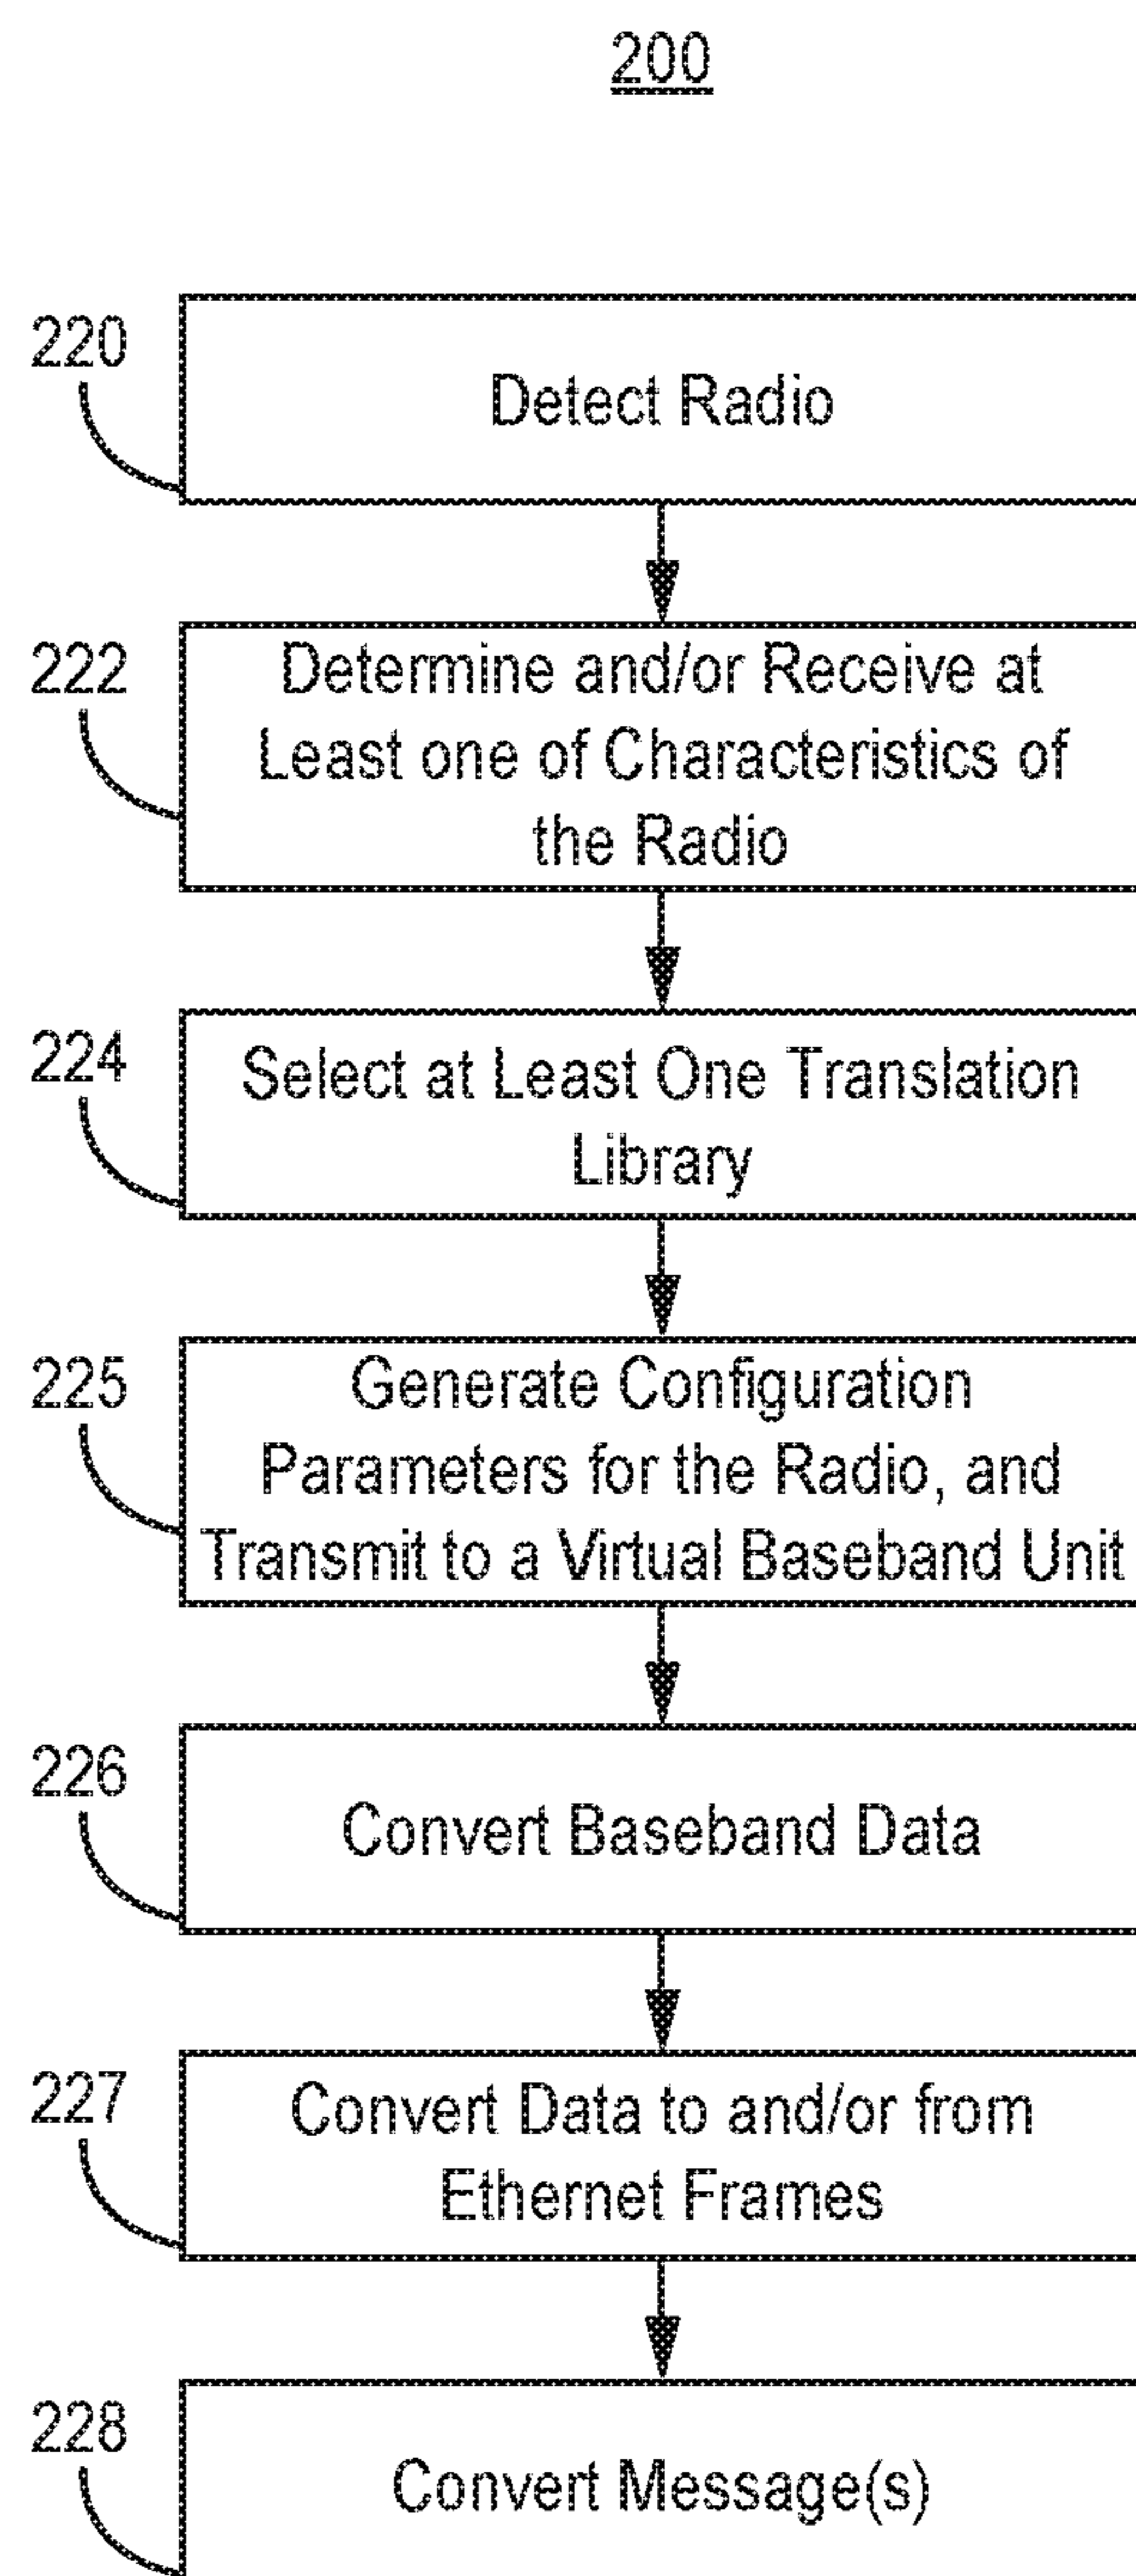 200
220
Detect Radio
222
Determine and/or Receive at
Least one of Characteristics of
the Radio
224
Select at Least One Translation
Library
225
Generate Configuration
Parameters for the Radio, and
Transmit to a Virtual Baseband Unit
226
Convert Baseband Data
227
Convert Data to and/or from
Ethernet Frames
228
Convert Message(s)